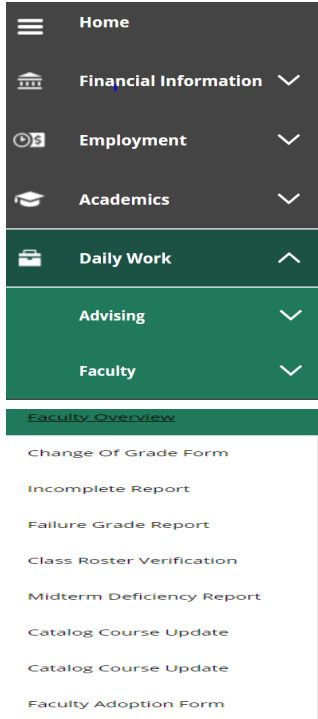 Home
Financial Information
Employment
Academics
Daily Work
Advising
Faculty
Faculty Overview
Change Of Grade Form
Incomplete Report
Failure Grade Report
Class Roster Verification
Midterm Deficiency Report
Catalog Course Update
Catalog Course Update
Faculty Adoption Form